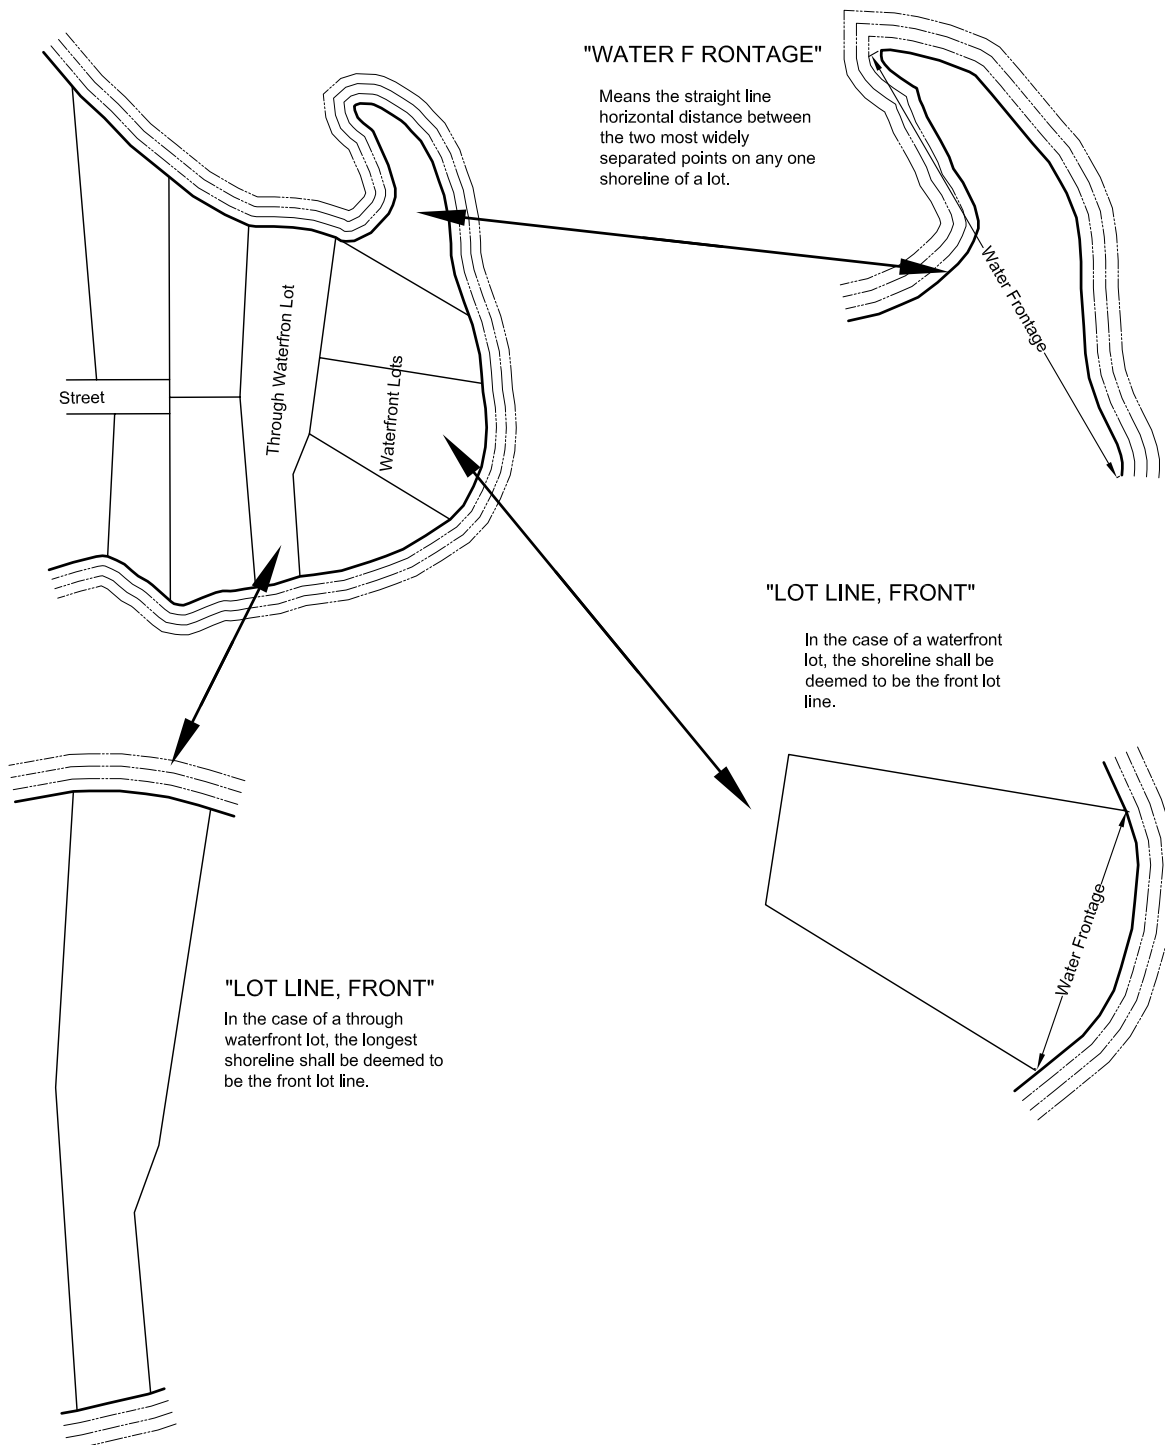 "WATER F RONTAGE"
Means the straight line
horizontal distance between
the two most widely
separated points on any one
shoreline of a lot.
Water Frontage
Street
Through Waterfron Lot
Waterfront Lots
"LOT LINE, FRONT"
In the case of a waterfront
lot, the shoreline shall be
deemed to be the front lot
line.
Water Frontage
"LOT LINE, FRONT"
In the case of a through
waterfront lot, the longest
shoreline shall be deemed to
be the front lot line.